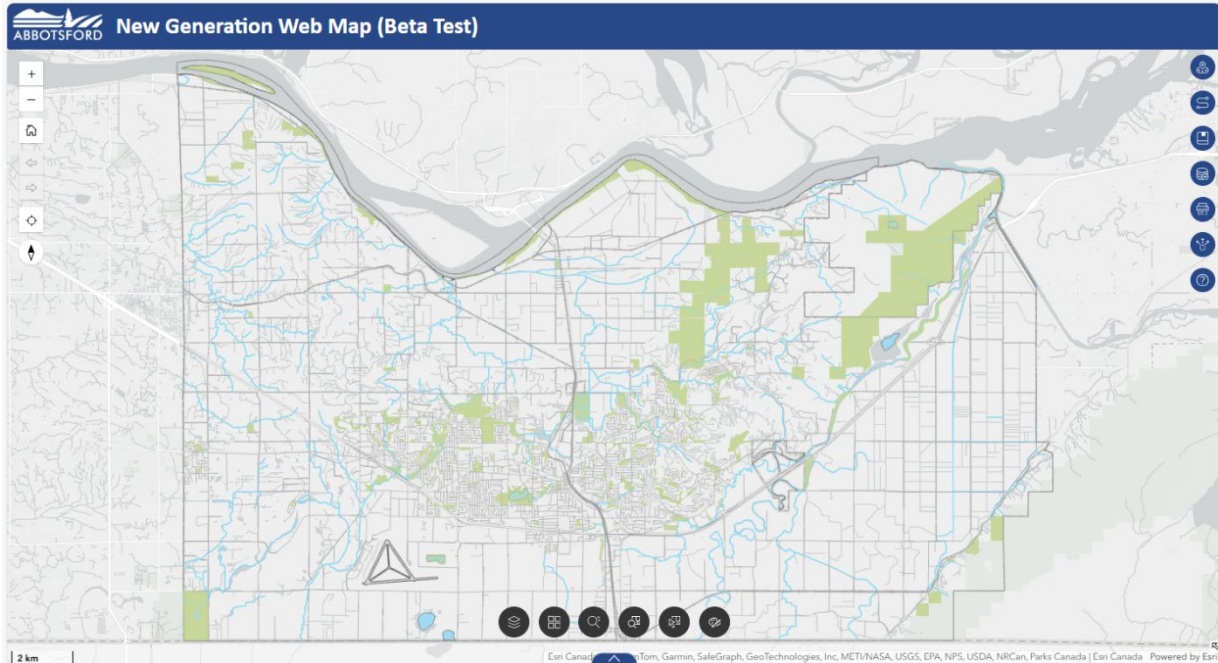 ABBOTSFORD
New Generation Web Map (Beta Test)
2 km
Esri Canada, TomTom, Garmin, SafeGraph, GeoTechnologies, Inc, METI/NASA, USGS, EPA, NPS, USDA, NRCan, Parks Canada | Esri Canada Powered by Esri